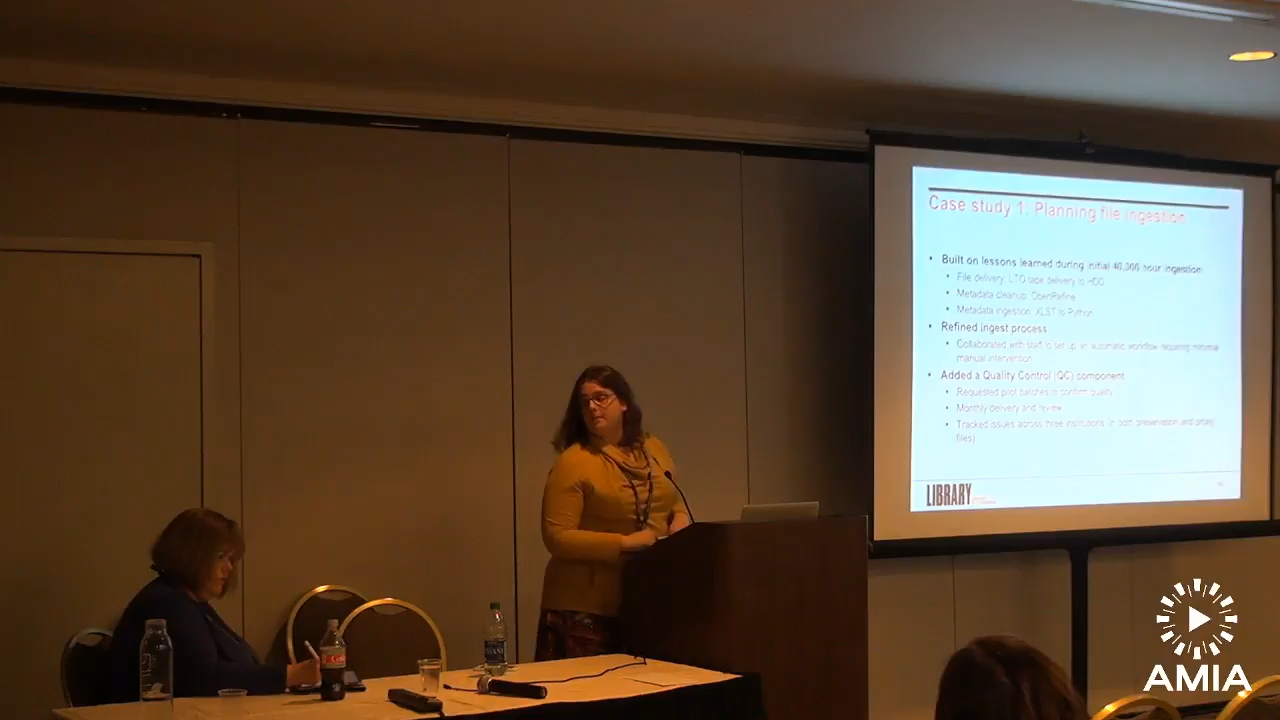 Case study 1: Planning file ingestion
• Built on lessons learned during initial 40,000 hour ingestion
• File delivery: LTO tape delivery to HDD
• Metadata cleanup: OpenRefine
• Metadata ingestion: XLST to Python
• Refined ingest process
• Collaborated with staff to set up an automatic workflow requiring minimal
manual intervention
• Added a Quality Control (QC) component
• Requested pilot batches to confirm quality
• Monthly delivery and review
• Tracked issues across three institutions (in both preservation and proxy
files)
LIBRARY
AMIA